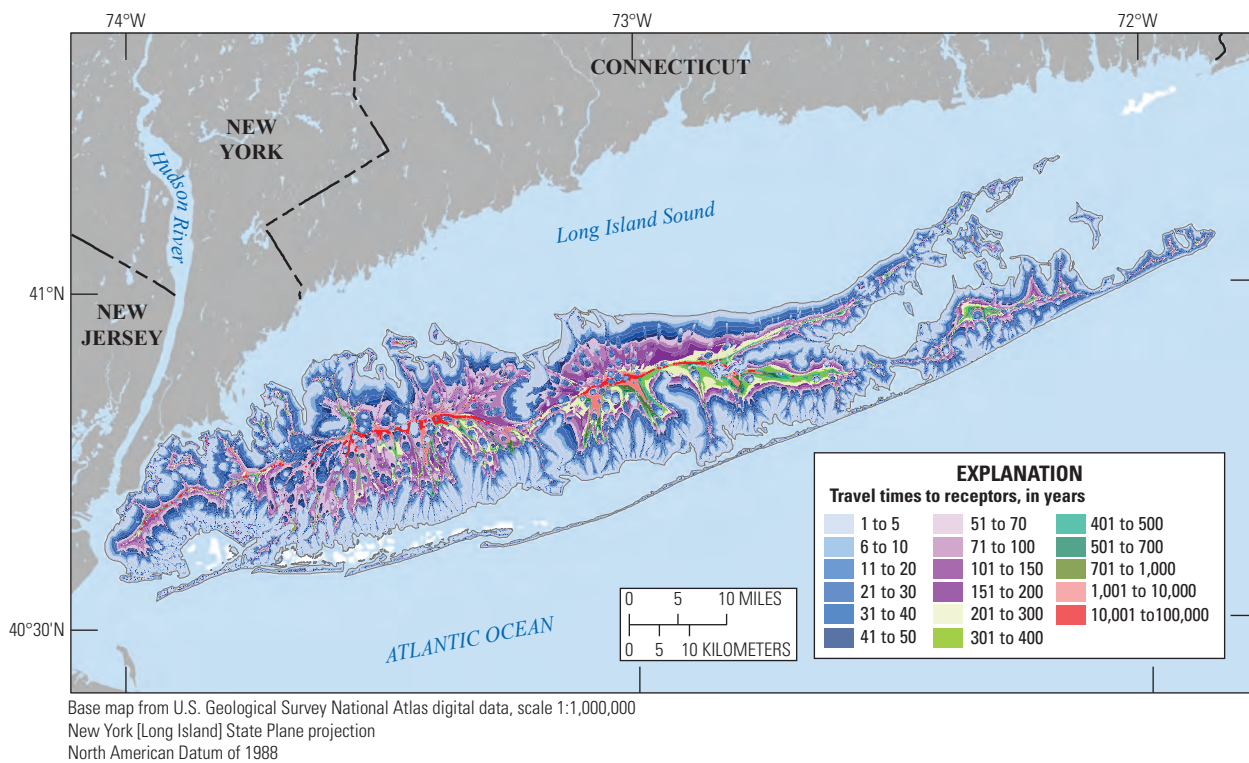 74°W
73°W
72°W
CONNECTICUT
NEW
YORK
Hudson River
Long Island Sound
41°N
NEW
JERSEY
EXPLANATION
Travel times to receptors, in years
1 to 5
6 to 10
11 to 20
21 to 30
31 to 40
41 to 50
51 to 70
71 to 100
101 to 150
151 to 200
201 to 300
301 to 400
401 to 500
501 to 700
701 to 1,000
1,001 to 10,000
10,001 to100,000
0 5 10 MILES
0 5 10 KILOMETERS
40°30'N
ATLANTIC OCEAN
Base map from U.S. Geological Survey National Atlas digital data, scale 1:1,000,000
New York [Long Island] State Plane projection
North American Datum of 1988